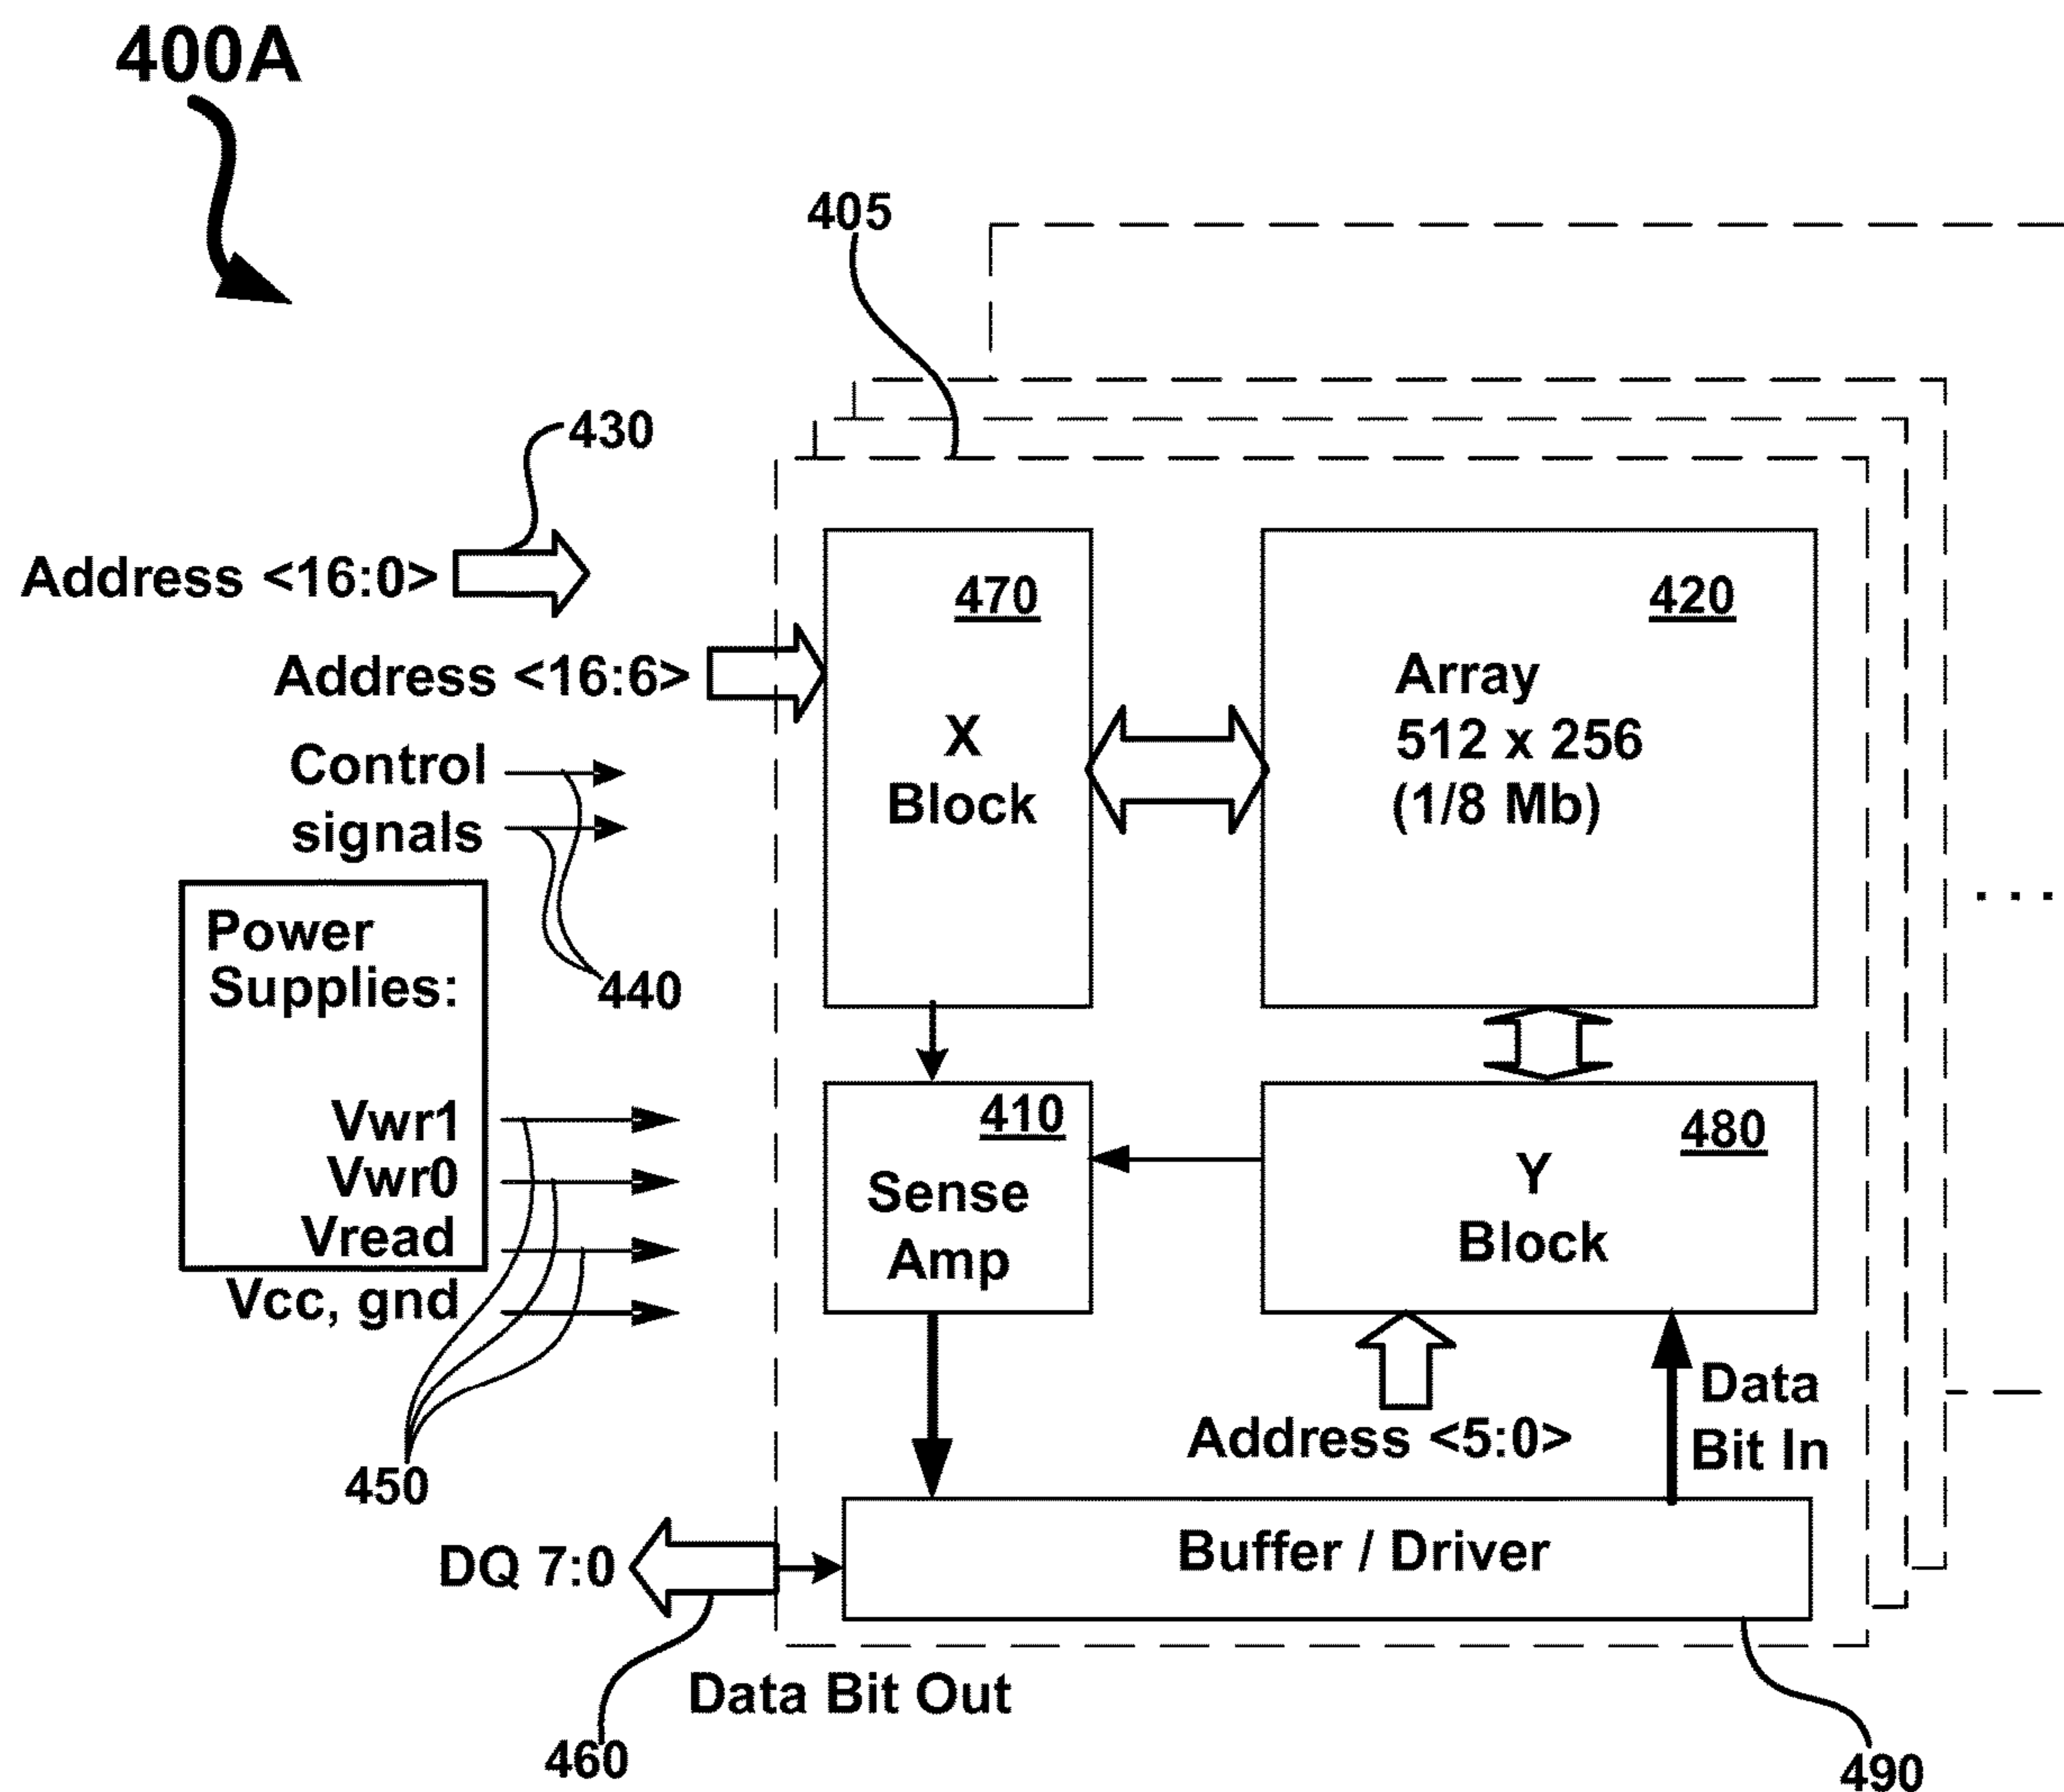 400A
405
430
Address <16:0>
470
420
Address <16:6>
Array
512 x 256
(1/8 Mb)
X
Block
Control
signals
Power
Supplies:
440
Vwr1
Vwr0
Vread
Vcc, gnd
410
Sense
Amp
480
Y
Block
...
Data
Bit In
Address <5:0>
450
DQ 7:0
Buffer / Driver
Data Bit Out
460
490